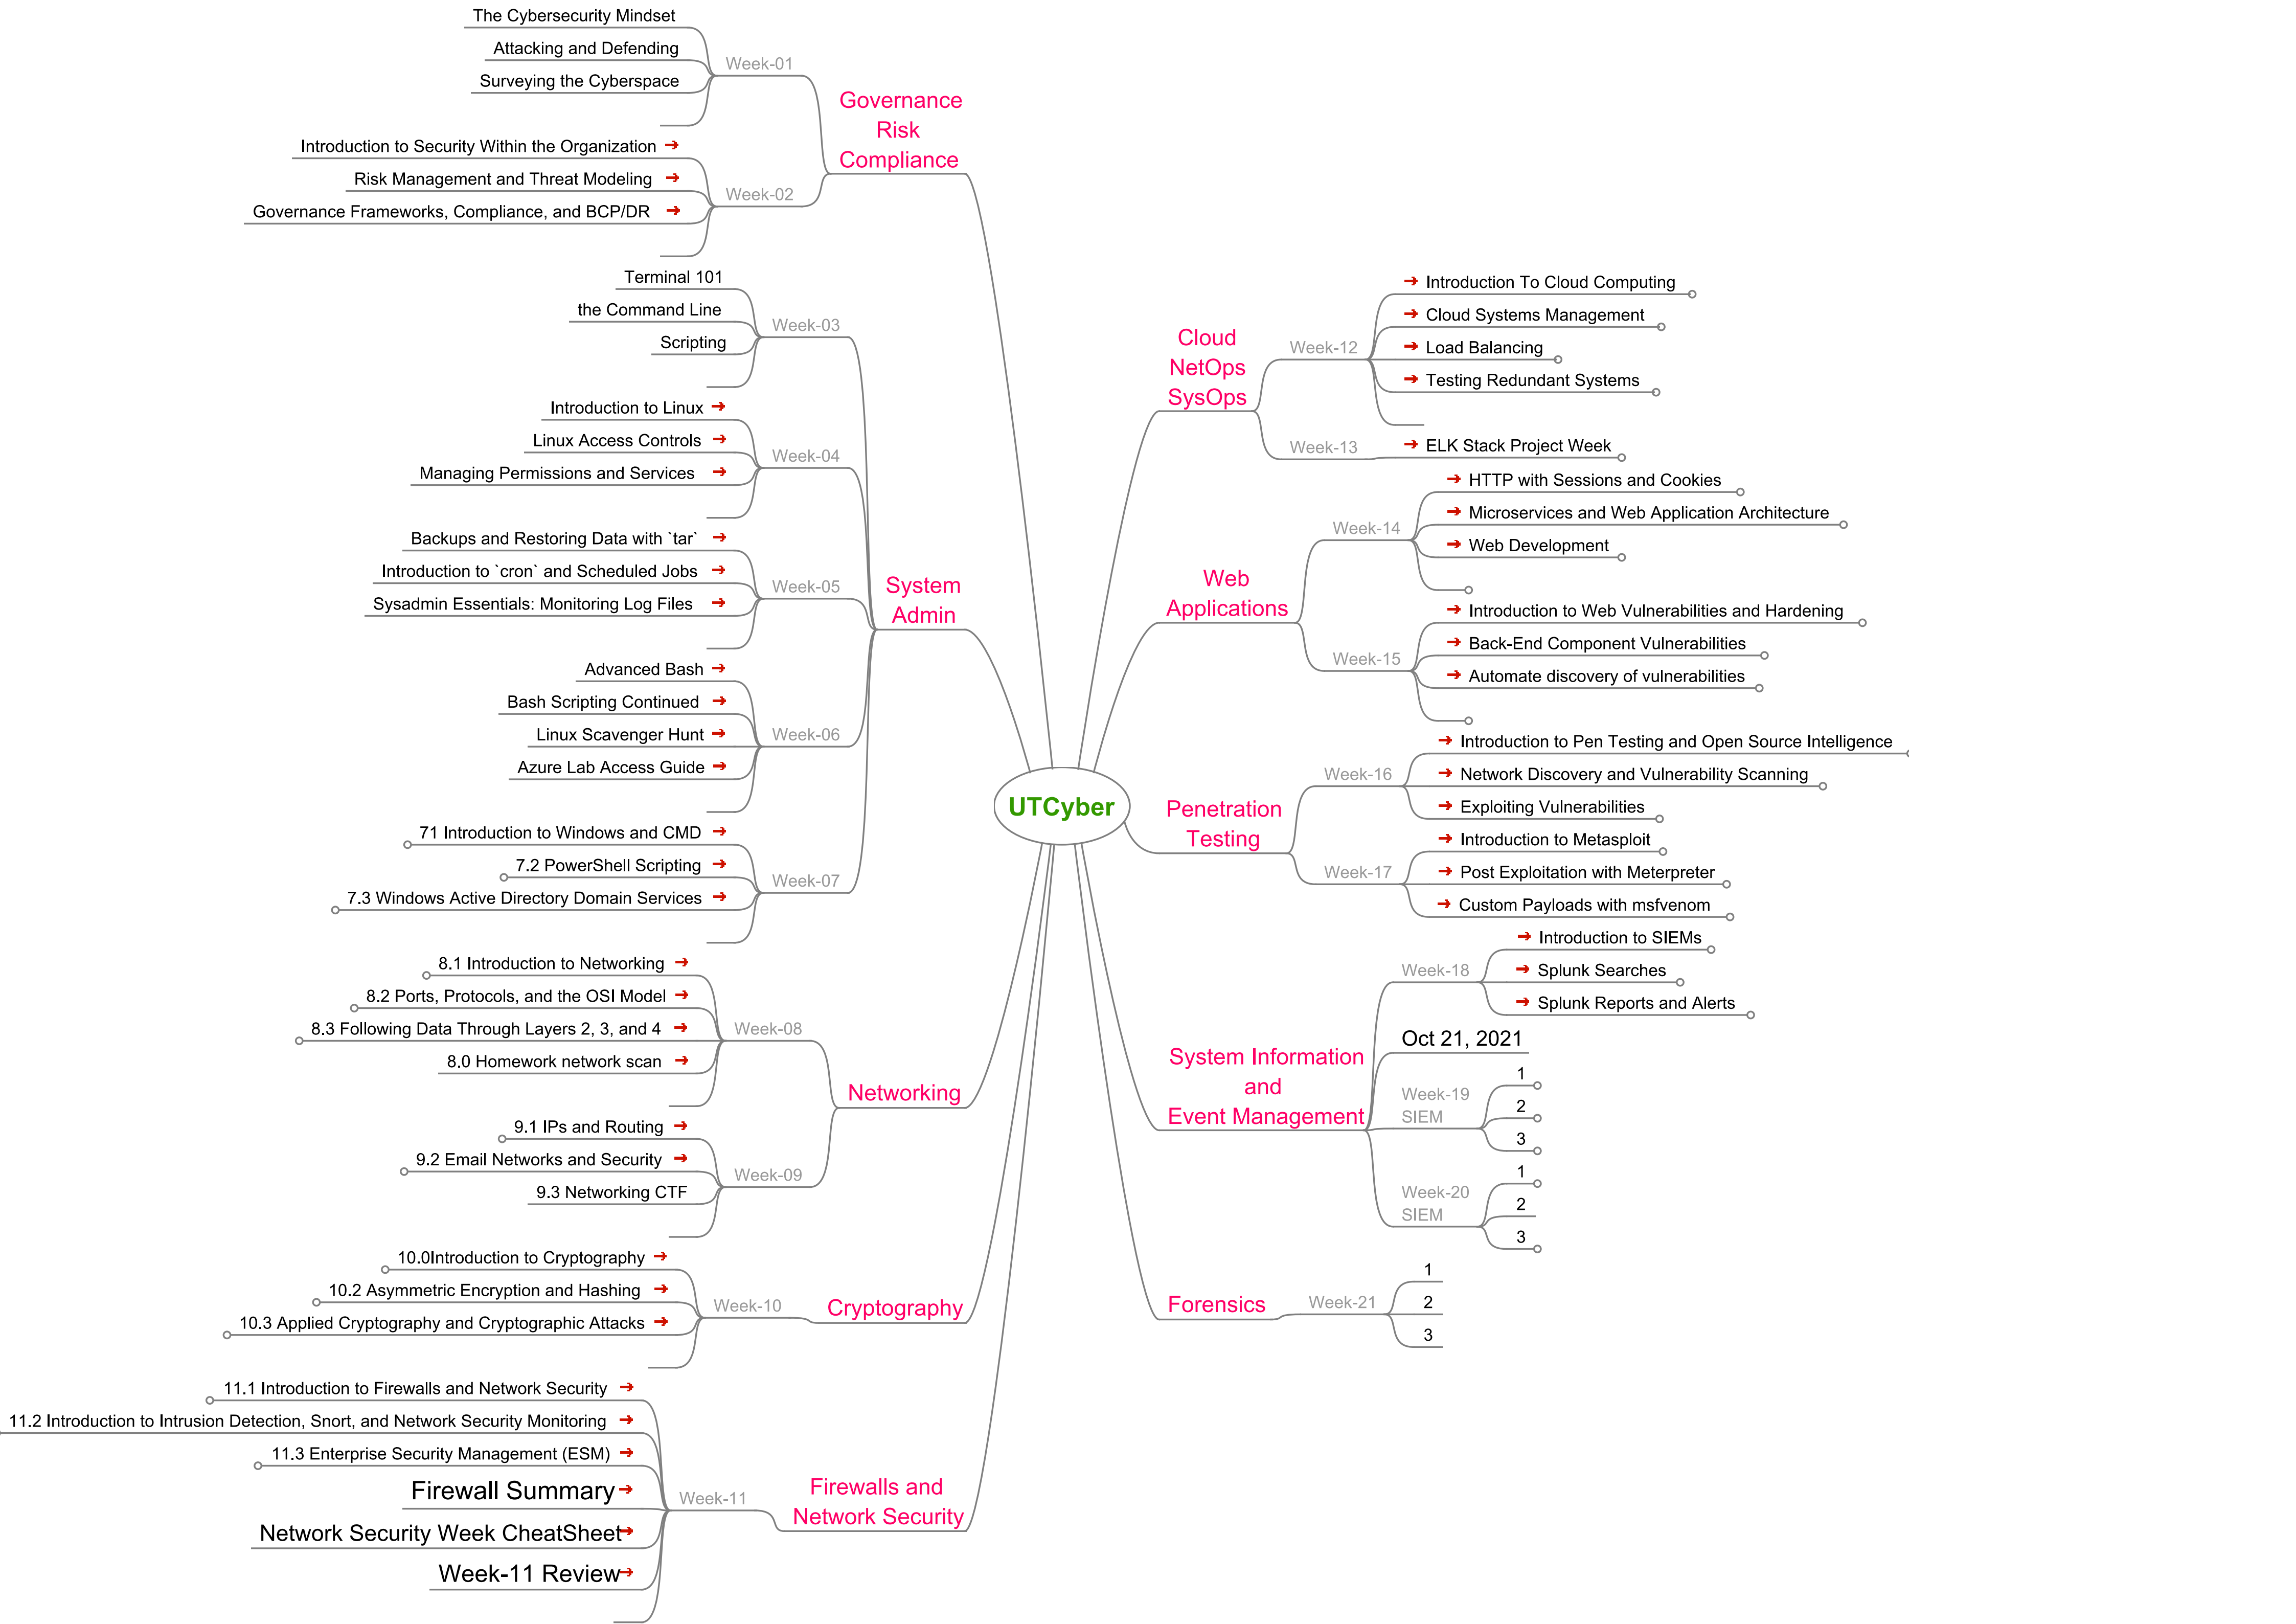 The Cybersecurity Mindset
Attacking and Defending
Surveying the Cyberspace
Week-01
Introduction to Security Within the Organization
Risk Management and Threat Modeling
Governance Frameworks, Compliance, and BCP/DR
Week-02
Governance
Risk
Compliance
Terminal 101
the Command Line
Scripting
Week-03
Introduction to Linux
Linux Access Controls
Managing Permissions and Services
Week-04
Backups and Restoring Data with `tar`
Introduction to `cron` and Scheduled Jobs
Sysadmin Essentials: Monitoring Log Files
Week-05
Advanced Bash
Bash Scripting Continued
Linux Scavenger Hunt
Azure Lab Access Guide
Week-06
71 Introduction to Windows and CMD
7.2 PowerShell Scripting
7.3 Windows Active Directory Domain Services
Week-07
System
Admin
8.1 Introduction to Networking
8.2 Ports, Protocols, and the OSI Model
8.3 Following Data Through Layers 2, 3, and 4
8.0 Homework network scan
Week-08
9.1 IPs and Routing
9.2 Email Networks and Security
9.3 Networking CTF
Week-09
Networking
10.0Introduction to Cryptography
10.2 Asymmetric Encryption and Hashing
10.3 Applied Cryptography and Cryptographic Attacks
Week-10
Cryptography
11.1 Introduction to Firewalls and Network Security
11.2 Introduction to Intrusion Detection, Snort, and Network Security Monitoring
11.3 Enterprise Security Management (ESM)
Firewall Summary
Network Security Week CheatSheet
Week-11 Review
Week-11
Firewalls and
Network Security
UTCyber
Cloud
NetOps
SysOps
Week-12
Introduction To Cloud Computing
Cloud Systems Management
Load Balancing
Testing Redundant Systems
Week-13
ELK Stack Project Week
Web
Applications
Week-14
HTTP with Sessions and Cookies
Microservices and Web Application Architecture
Web Development
Week-15
Introduction to Web Vulnerabilities and Hardening
Back-End Component Vulnerabilities
Automate discovery of vulnerabilities
Penetration
Testing
Week-16
Introduction to Pen Testing and Open Source Intelligence
Network Discovery and Vulnerability Scanning
Exploiting Vulnerabilities
Week-17
Introduction to Metasploit
Post Exploitation with Meterpreter
Custom Payloads with msfvenom
System Information
and
Event Management
Week-18
Introduction to SIEMs
Splunk Searches
Splunk Reports and Alerts
Oct 21, 2021
Week-19
SIEM
1
2
3
Week-20
SIEM
1
2
3
Forensics
Week-21
1
2
3